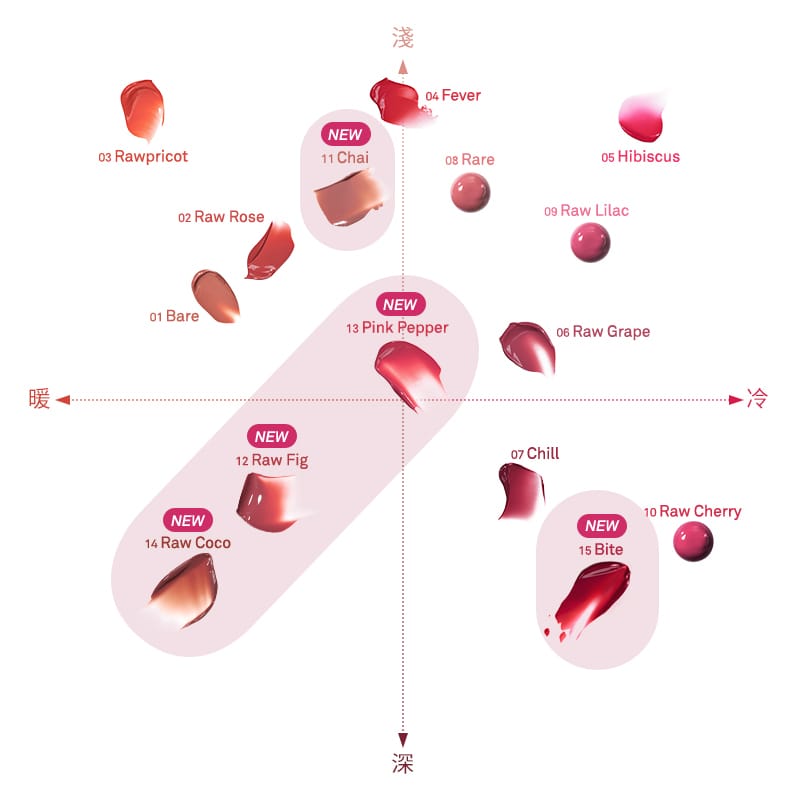 淺
04 Fever
NEW
03 Rawpricot
11 Chai
08 Rare
05 Hibiscus
02 Raw Rose
09 Raw Lilac
NEW
01 Bare
13 Pink Pepper
06 Raw Grape
暖
冷
NEW
12 Raw Fig
07 Chill
NEW
14 Raw Coco
10 Raw Cherry
NEW
15 Bite
深